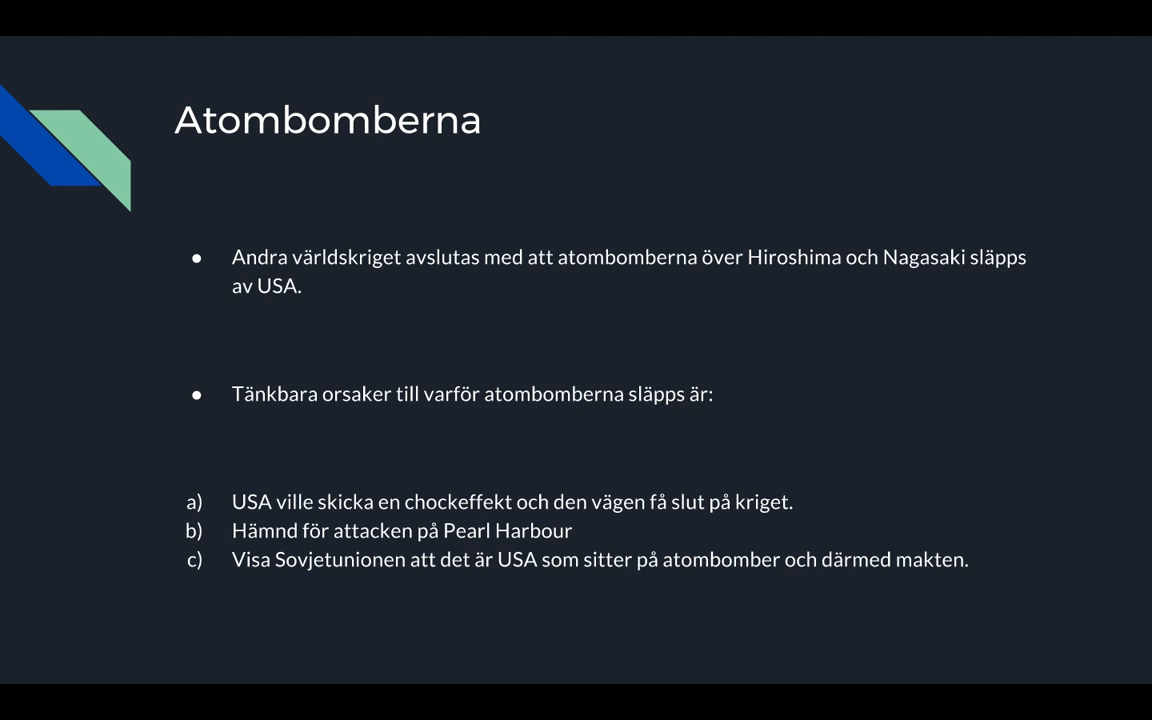 Atombomberna
● Andra världskriget avslutas med att atombomberna över Hiroshima och Nagasaki släpps
av USA.
● Tänkbara orsaker till varför atombomberna släpps är:
a) USA ville skicka en chockeffekt och den vägen få slut på kriget.
b) Hämnd för attacken på Pearl Harbour
c) Visa Sovjetunionen att det är USA som sitter på atombomber och därmed makten.